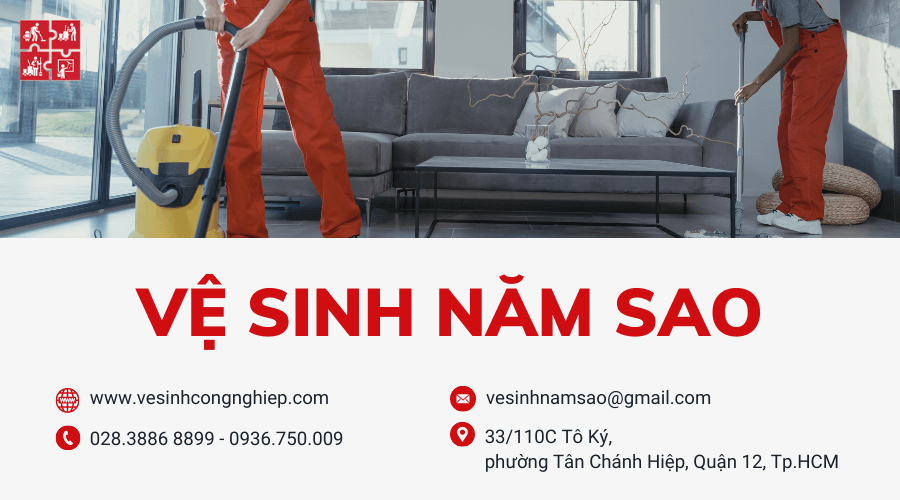 VỆ SINH NĂM SAO
www.vesinhcongnghiep.com
028.3886 8899 - 0936.750.009
vesinhnamsao@gmail.com
33/110C Tô Ký,
phường Tân Chánh Hiệp, Quận 12, Tp.HCM